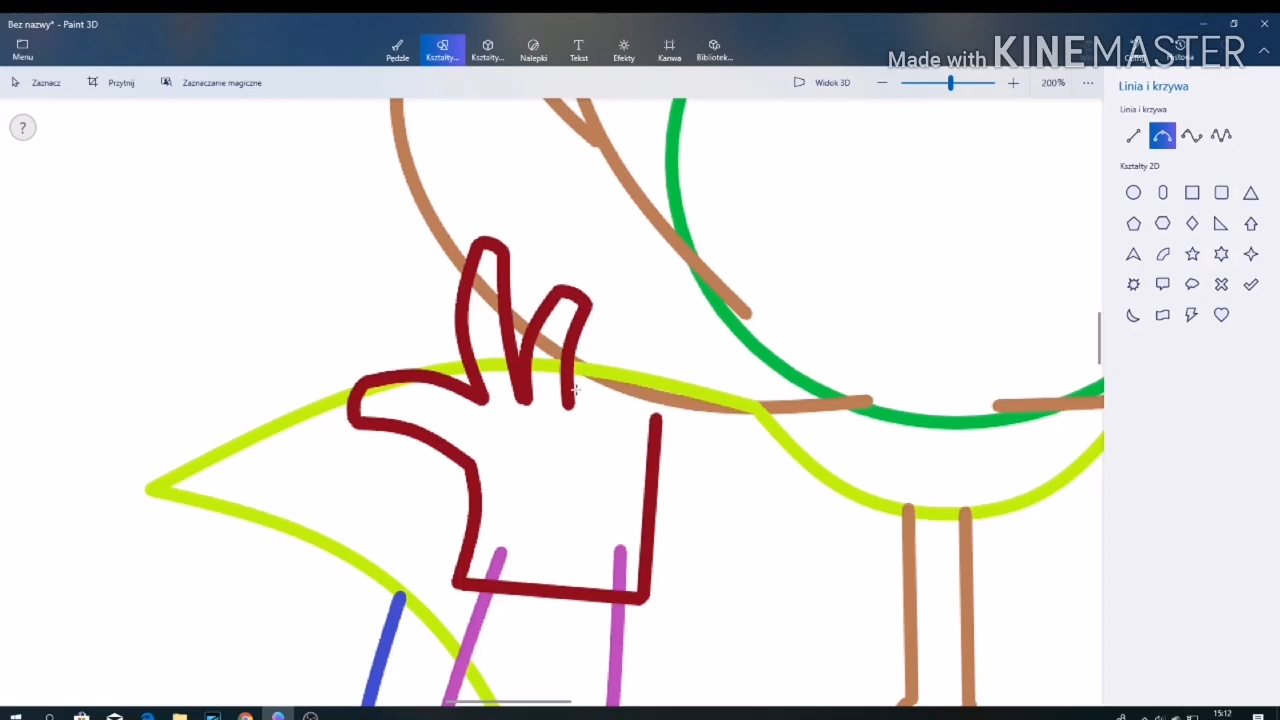 Bez nazwy* - Paint 3D
Made with KINEMASTER
Menu
Pędzle
Kształty...
Kształty...
Nalepki
Tekst
Efekty
Kanwa
Bibliotek...
Zaznacz
Przytnij
Zaznaczanie magiczne
Widok 3D
200%
Linia i krzywa
Linia i krzywa
Kształty 2D
?
15:12